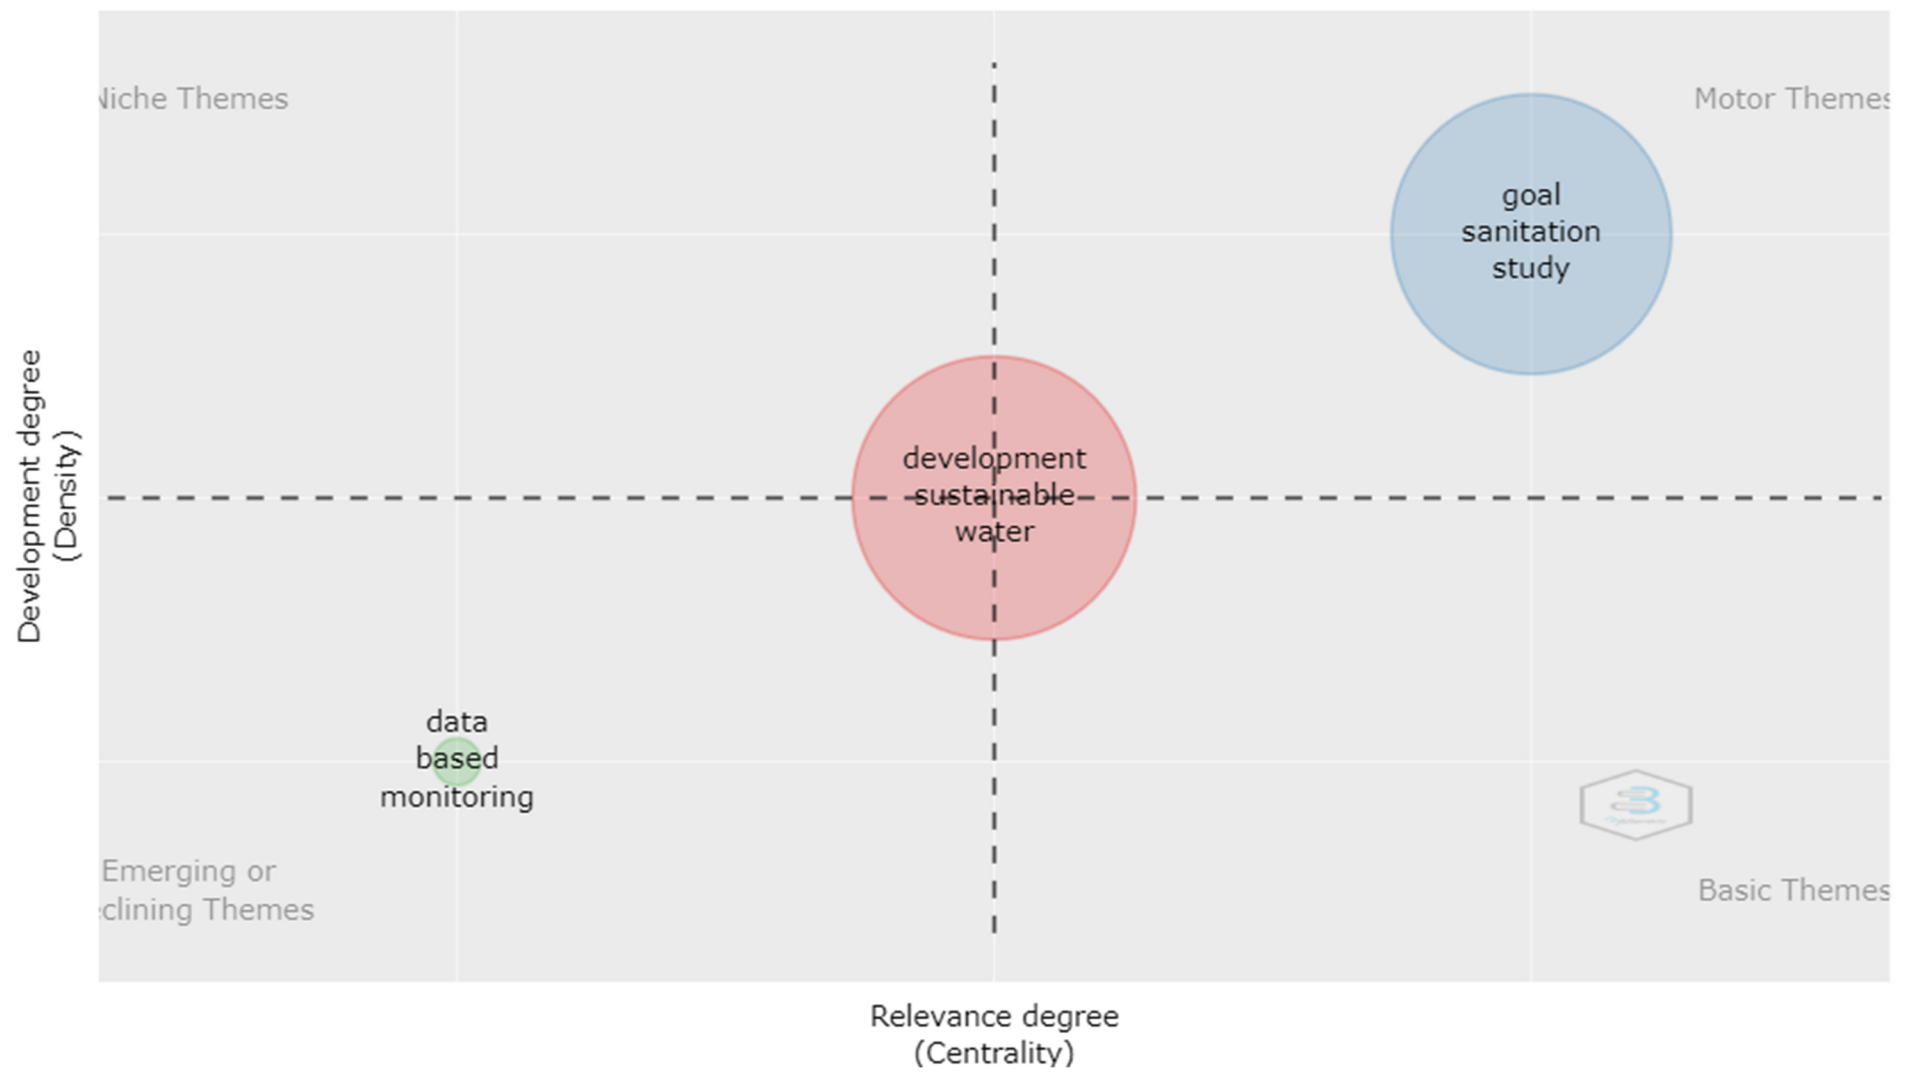 Niche Themes
Motor Themes
goal
sanitation
study
Development degree
(Density)
development
sustainable
water
data
based
monitoring
Emerging or
eclining Themes
Basic Themes
Relevance degree
(Centrality)